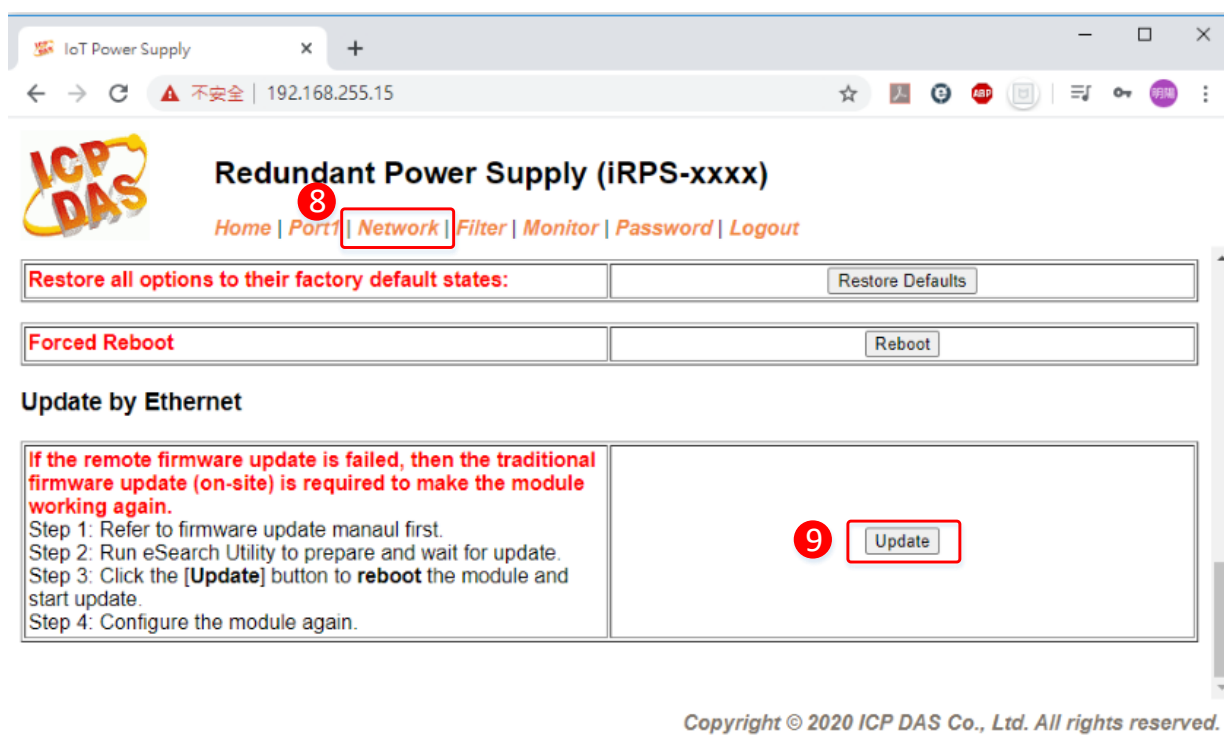 IoT Power Supply
不安全 | 192.168.255.15
ABP
明陽
ICP DAS
Redundant Power Supply (iRPS-xxxx)
8
Home | Port1 | Network | Filter | Monitor | Password | Logout
Restore all options to their factory default states: Restore Defaults
Forced Reboot Reboot
Update by Ethernet
If the remote firmware update is failed, then the traditional
firmware update (on-site) is required to make the module
working again.
Step 1: Refer to firmware update manaul first.
Step 2: Run eSearch Utility to prepare and wait for update.
Step 3: Click the [Update] button to reboot the module and
start update.
Step 4: Configure the module again.
9 Update
Copyright © 2020 ICP DAS Co., Ltd. All rights reserved.